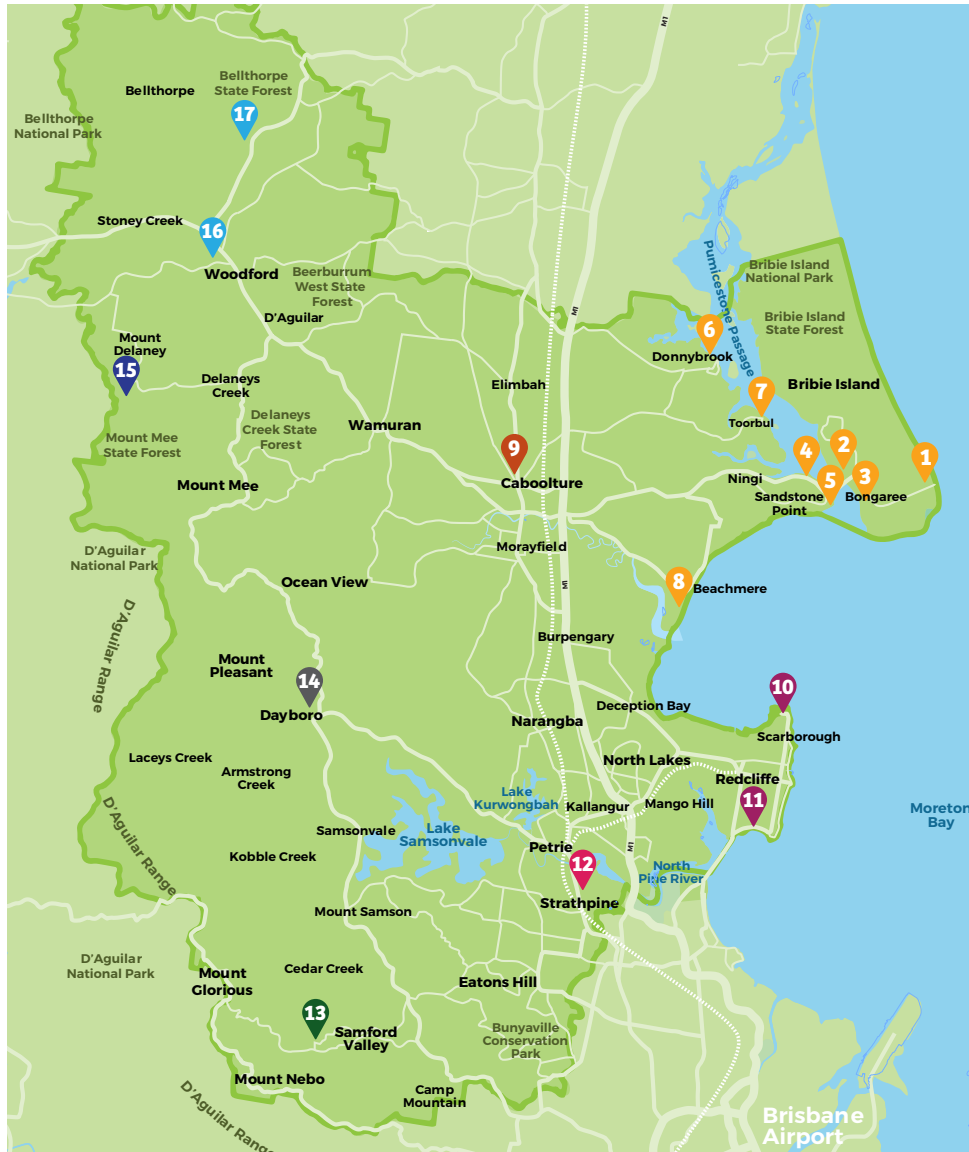 M1
Bellthorpe
State Forest
Bellthorpe
17
Bellthorpe
National Park
Stoney Creek
16
Woodford
Beerburrum
West State
Forest
D'Aguilar
Pumicestone Passage
Bribie Island
National Park
Bribie Island
State Forest
M1
6
Donnybrook
Mount
Delaney
15
Delaneys
Creek
Elimbah
7
Bribie Island
Toorbul
Delaneys
Creek State
Forest
Wamuran
Mount Mee
State Forest
9
Caboolture
4
2
1
5
3
Ningi
Sandstone
Point
Bongaree
Mount Mee
D'Aguilar
National Park
Morayfield
Ocean View
M1
8
Beachmere
D'Aguilar Range
Burpengary
Mount
Pleasant
14
Dayboro
10
Deception Bay
Narangba
Scarborough
Laceys Creek
Armstrong
Creek
North Lakes
Redcliffe
11
Lake
Kurwongbah
Kallangur
Mango Hill
Moreton
Bay
D'Aguilar Range
Samsonvale
Lake
Samsonvale
Petrie
M1
Kobble Creek
12
North
Pine River
Strathpine
Mount Samson
D'Aguilar
National Park
Mount
Glorious
Cedar Creek
Eatons Hill
13
Samford
Valley
Bunyaville
Conservation
Park
Mount Nebo
Camp
Mountain
D'Aguilar Range
Brisbane
Airport